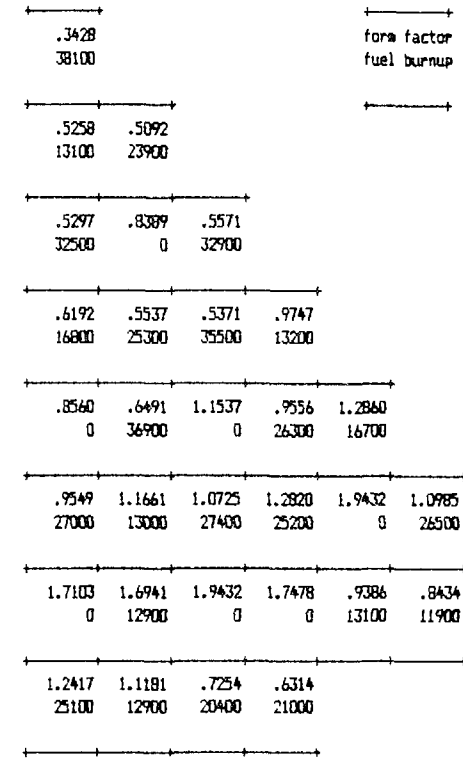 .3428 form factor
38100 fuel burnup
.5258 .5092
13100 23900
.5297 .8389 .5571
32500 0 32900
.6192 .5537 .5371 .9747
16800 25300 35500 13200
.8560 .6491 1.1537 .9556 1.2860
0 36900 0 26300 16700
.9549 1.1661 1.0725 1.2820 1.9432 1.0985
27000 13000 27400 25200 0 26500
1.7103 1.6941 1.9432 1.7478 .9386 .8434
0 12900 0 0 13100 11900
1.2417 1.1181 .7254 .6314
25100 12900 20400 21000